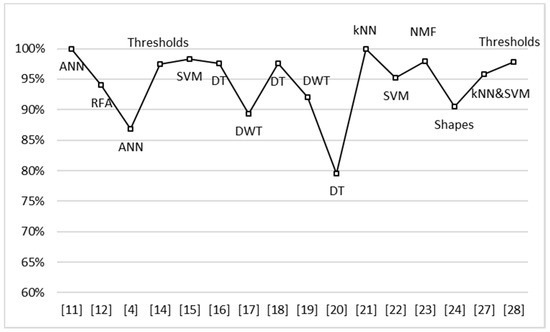 kNN
NMF
Thresholds
Thresholds
100%
ANN
SVM
DT
DT
DWT
95%
RFA
SVM
kNN&SVM
90%
ANN
DWT
Shapes
85%
80%
DT
75%
70%
65%
60%
[11] [12] [4] [14] [15] [16] [17] [18] [19] [20] [21] [22] [23] [24] [27] [28]